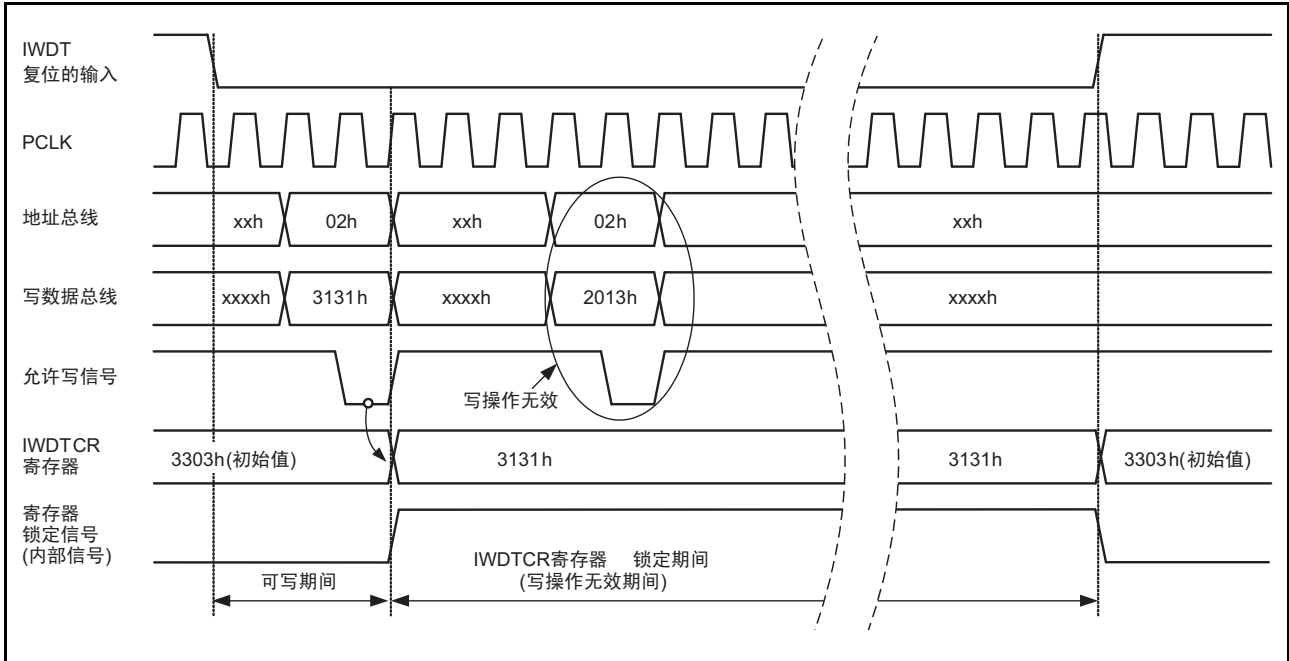 IWDT
复位的输入
PCLK
地址总线
xxh
02h
xxh
02h
xxh
写数据总线
xxxxh
3131h
xxxxh
2013h
xxxxh
允许写信号
写操作无效
IWDTCR
寄存器
3303h(初始值)
3131h
3131h
3303h(初始值)
寄存器
锁定信号
(内部信号)
可写期间
IWDTCR寄存器 锁定期间
(写操作无效期间)